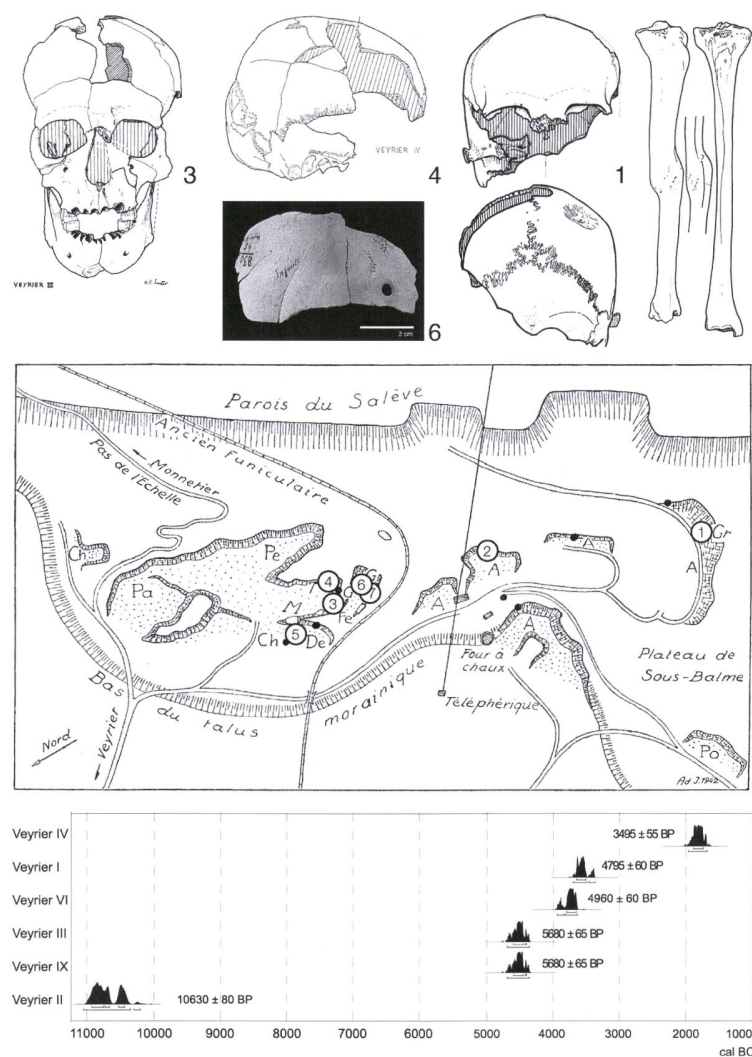 3
VEYRIER III
VEYRIER IV
4
1
6
2 cm
Parois du Salève
Ancien Funiculaire
Monnetier
Pas de l'Echelle
Ch
Pe
Pa
4
6
3
M
Fe
5
Ch
De
2
A
A
A
A
1
Gr
A
Four à
chaux
Plateau de
Sous-Balme
Téléphérique
Bas du talus morainique
Nord
Veyrier
Po
Ad J. 1942
Veyrier IV 3495 ± 55 BP
Veyrier I 4795 ± 60 BP
Veyrier VI 4960 ± 60 BP
Veyrier III 5680 ± 65 BP
Veyrier IX 5680 ± 65 BP
Veyrier II 10630 ± 80 BP
11000 10000 9000 8000 7000 6000 5000 4000 3000 2000 1000
cal BC